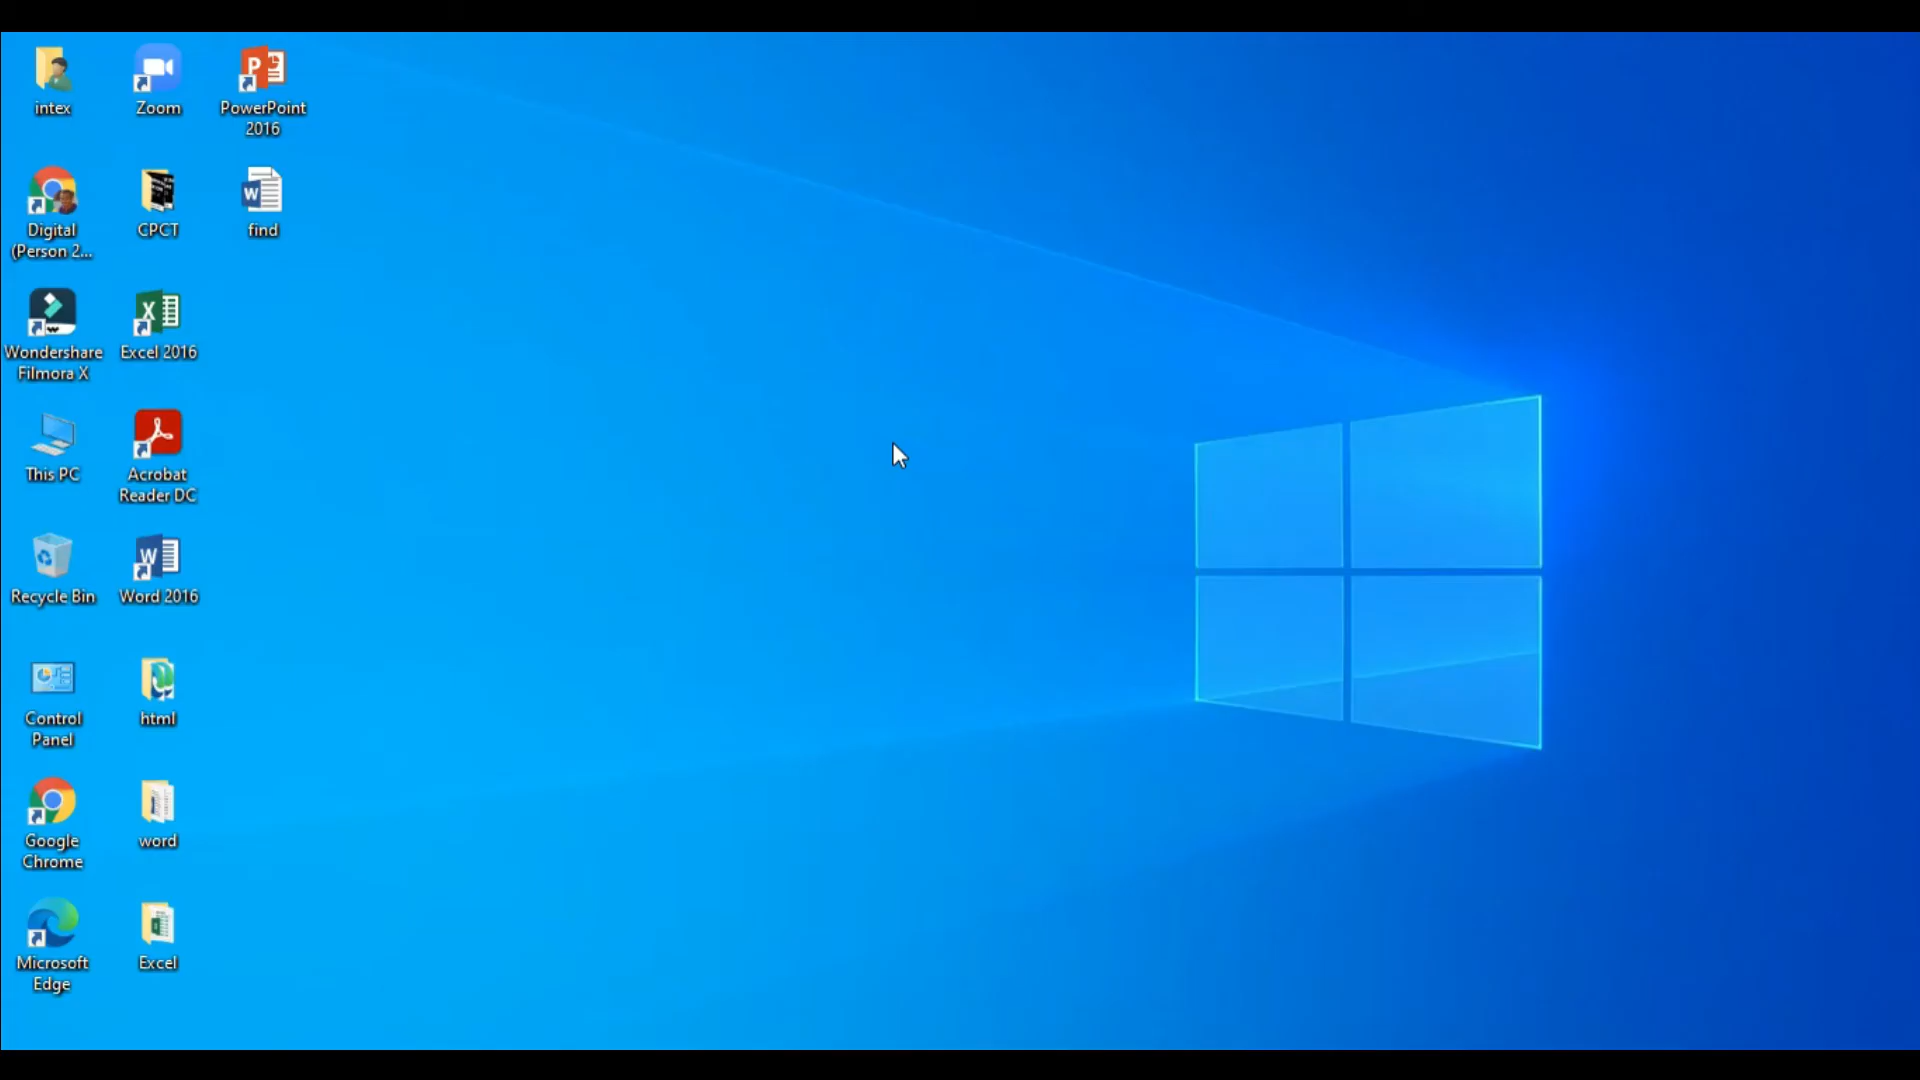 intex
Zoom
PowerPoint
2016
Digital
(Person 2...
CPCT
find
Wondershare
Filmora X
Excel 2016
This PC
Acrobat
Reader DC
Recycle Bin
Word 2016
Control
Panel
html
Google
Chrome
word
Microsoft
Edge
Excel